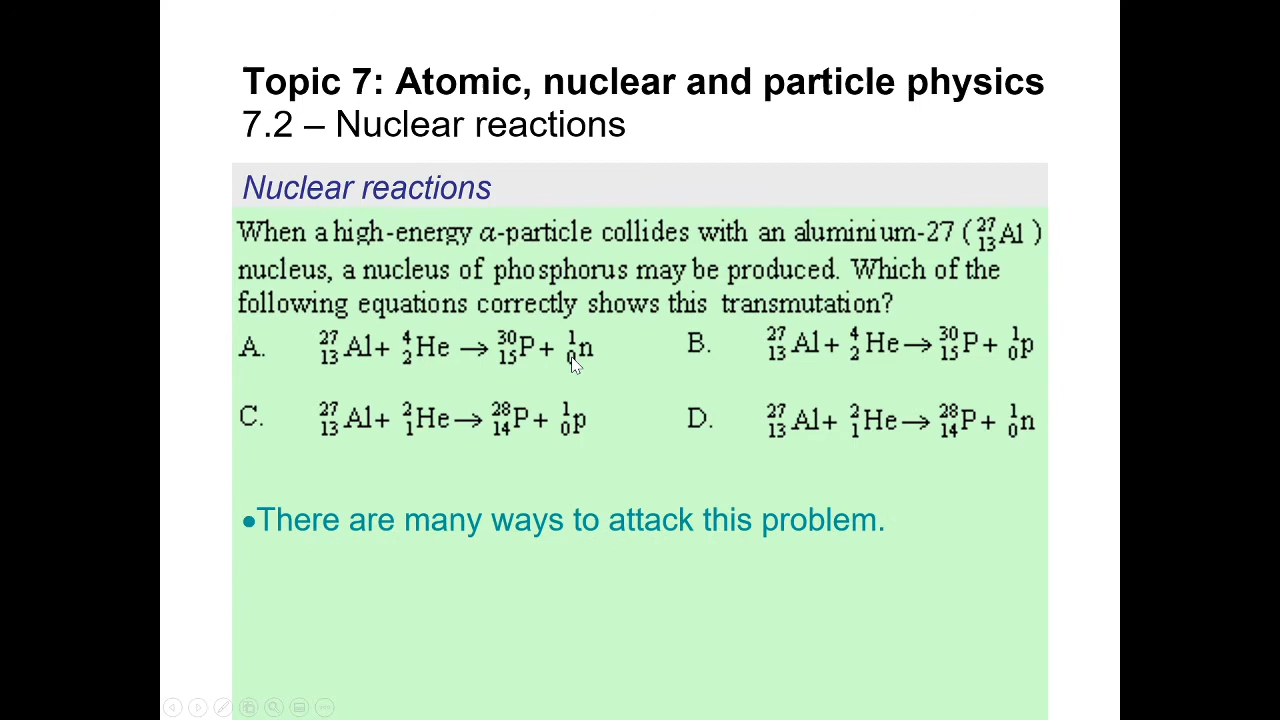 Topic 7: Atomic, nuclear and particle physics
7.2 – Nuclear reactions
Nuclear reactions
When a high-energy α-particle collides with an aluminium-27 ( ²⁷₁₃Al )
nucleus, a nucleus of phosphorus may be produced. Which of the
following equations correctly shows this transmutation?
A. ²⁷₁₃Al + ⁴₂He → ³⁰₁₅P + ¹₀n B. ²⁷₁₃Al + ⁴₂He → ³⁰₁₅P + ¹₀p
C. ²⁷₁₃Al + ²₁He → ²⁸₁₄P + ¹₀p D. ²⁷₁₃Al + ²₁He → ²⁸₁₄P + ¹₀n
•There are many ways to attack this problem.